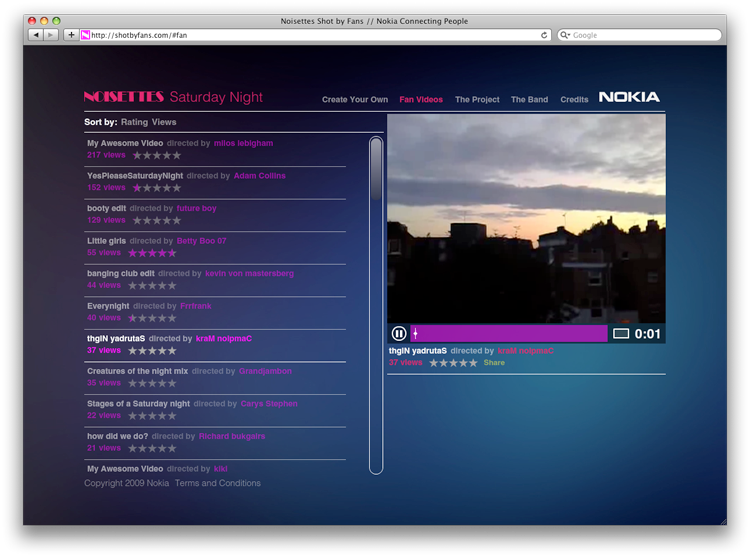 Noisettes Shot by Fans // Nokia Connecting People
http://shotbyfans.com/#fan
Google
NOISETTES Saturday Night
Create Your Own Fan Videos The Project The Band Credits NOKIA
Sort by: Rating Views
My Awesome Video directed by milos lebigham
217 views
YesPleaseSaturdayNight directed by Adam Collins
152 views
booty edit directed by future boy
129 views
Little girls directed by Betty Boo 07
55 views
banging club edit directed by kevin von mastersberg
44 views
Everynight directed by Frrfrank
40 views
thgiN yadrutaS directed by kraM noipmaC
37 views
Creatures of the night mix directed by Grandjambon
35 views
Stages of a Saturday night directed by Carys Stephen
22 views
how did we do? directed by Richard bukgairs
21 views
My Awesome Video directed by kiki
0:01
thgiN yadrutaS directed by kraM noipmaC
37 views Share
Copyright 2009 Nokia Terms and Conditions